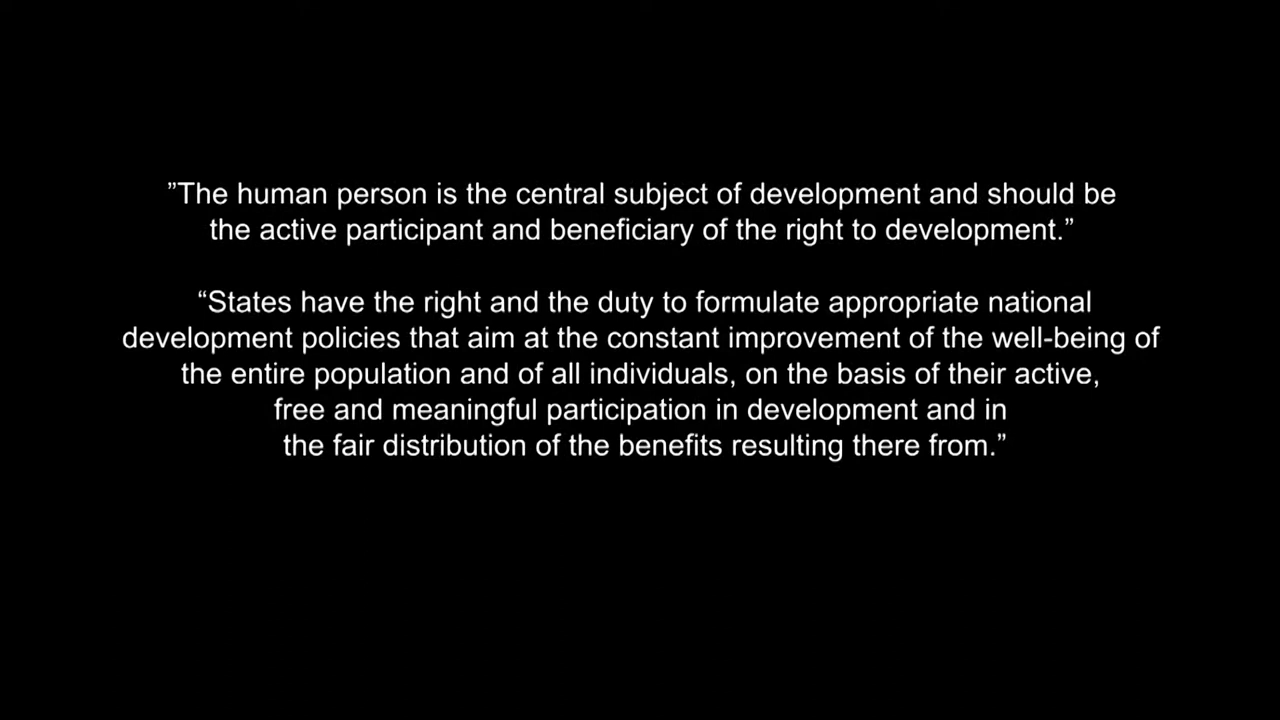 ”The human person is the central subject of development and should be
the active participant and beneficiary of the right to development.”
“States have the right and the duty to formulate appropriate national
development policies that aim at the constant improvement of the well-being of
the entire population and of all individuals, on the basis of their active,
free and meaningful participation in development and in
the fair distribution of the benefits resulting there from.”